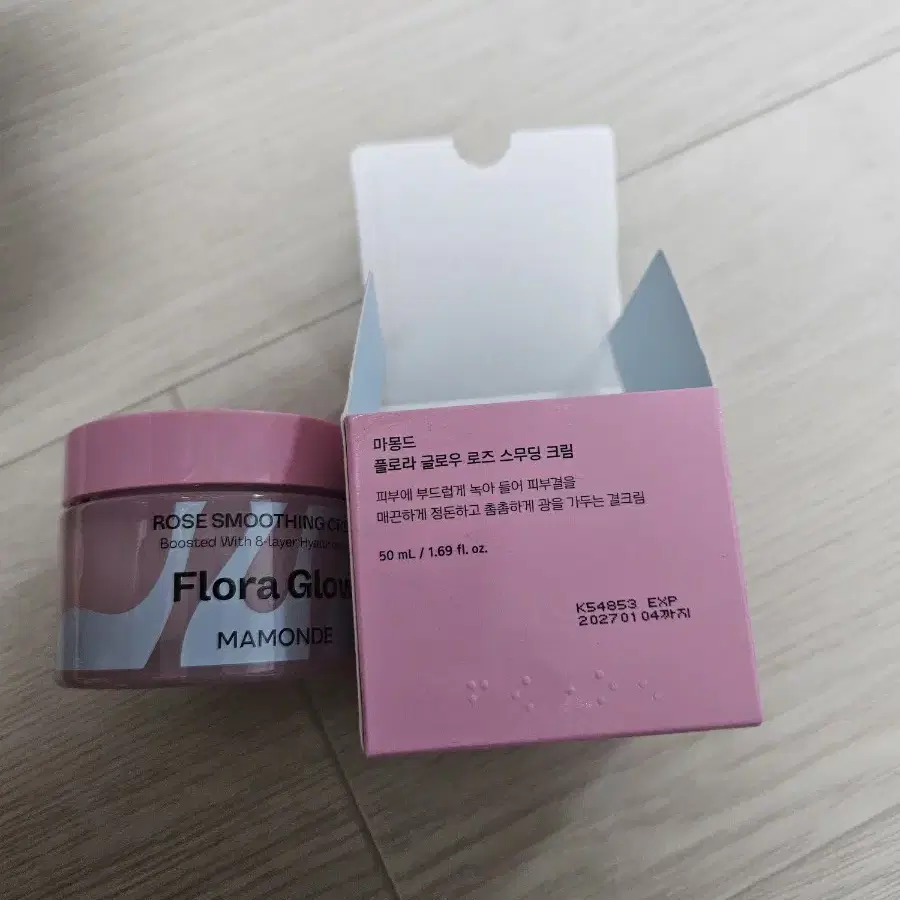 ROSE SMOOTHING
Boosted With 8-layer
Flora Glow
MAMONDE
마몽드
플로라 글로우 로즈 스무딩 크림
피부에 부드럽게 녹아 들어 피부결을
매끈하게 정돈하고 촘촘하게 광을 가두는 결크림
50 mL / 1.69 fl. oz.
K54853 EXP
20270104까지